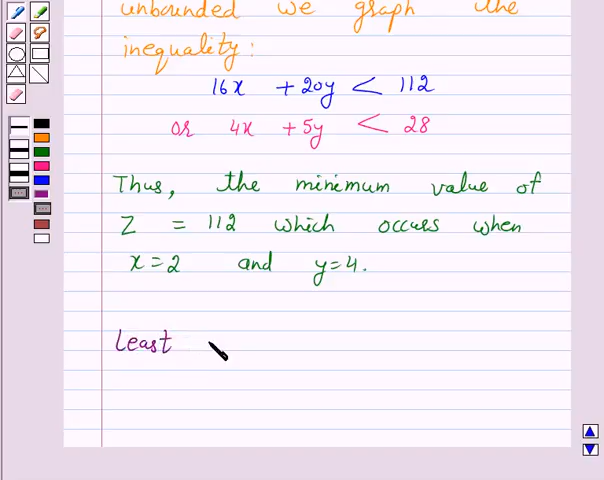 unbounded we graph the
inequality:
16x + 20y < 112
or 4x + 5y < 28
Thus, the minimum value of
Z = 112 which occurs when
x = 2 and y = 4.
Least